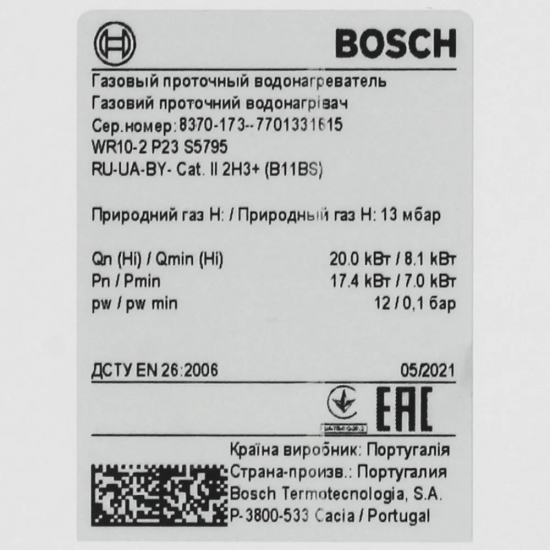 BOSCH
Газовый проточный водонагреватель
Газовий проточний водонагрівач
Сер.номер: 8370-173--7701331615
WR10-2 P23 S5795
RU-UA-BY- Cat. II 2H3+ (B11BS)
Природний газ Н: / Природный газ Н: 13 мбар
Qn (Hi) / Qmin (Hi) 20.0 кВт / 8.1 кВт
Pn / Pmin 17.4 кВт / 7.0 кВт
pw / pw min 12 / 0,1 бар
ДСТУ EN 26:2006 05/2021
EAC
Країна виробник: Португалія
Страна-произв.: Португалия
Bosch Termotecnologia, S.A.
P-3800-533 Cacia / Portugal